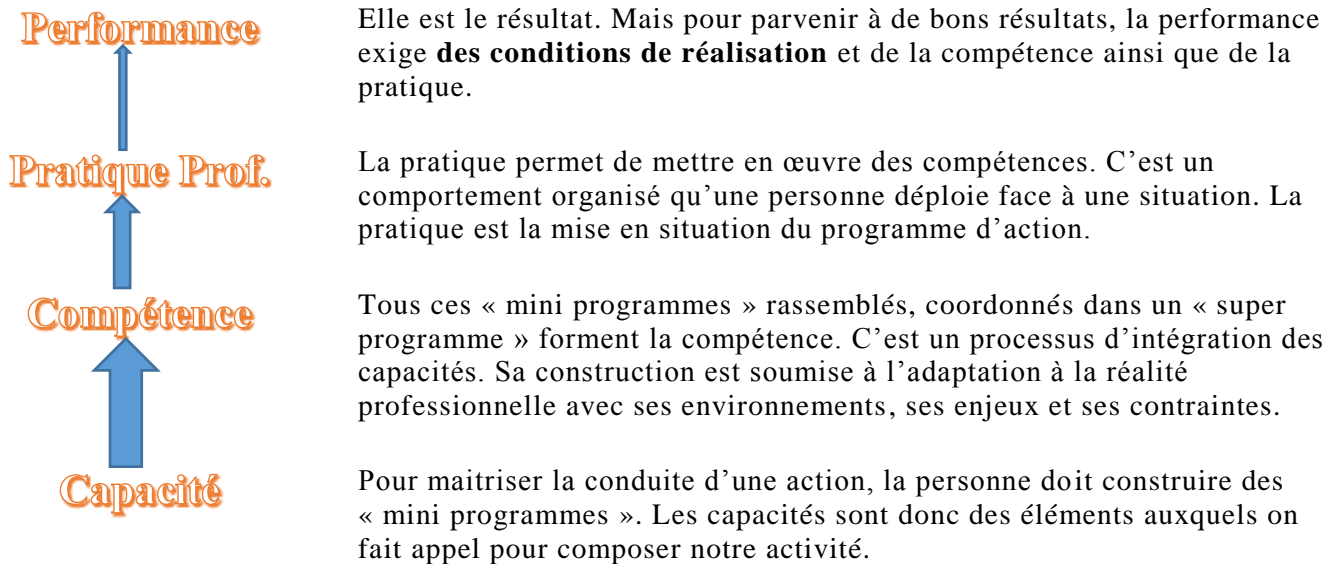 Performance
Elle est le résultat. Mais pour parvenir à de bons résultats, la performance
exige des conditions de réalisation et de la compétence ainsi que de la
pratique.
Pratique Prof.
La pratique permet de mettre en œuvre des compétences. C’est un
comportement organisé qu’une personne déploie face à une situation. La
pratique est la mise en situation du programme d’action.
Compétence
Tous ces « mini programmes » rassemblés, coordonnés dans un « super
programme » forment la compétence. C’est un processus d’intégration des
capacités. Sa construction est soumise à l’adaptation à la réalité
professionnelle avec ses environnements, ses enjeux et ses contraintes.
Capacité
Pour maitriser la conduite d’une action, la personne doit construire des
« mini programmes ». Les capacités sont donc des éléments auxquels on
fait appel pour composer notre activité.